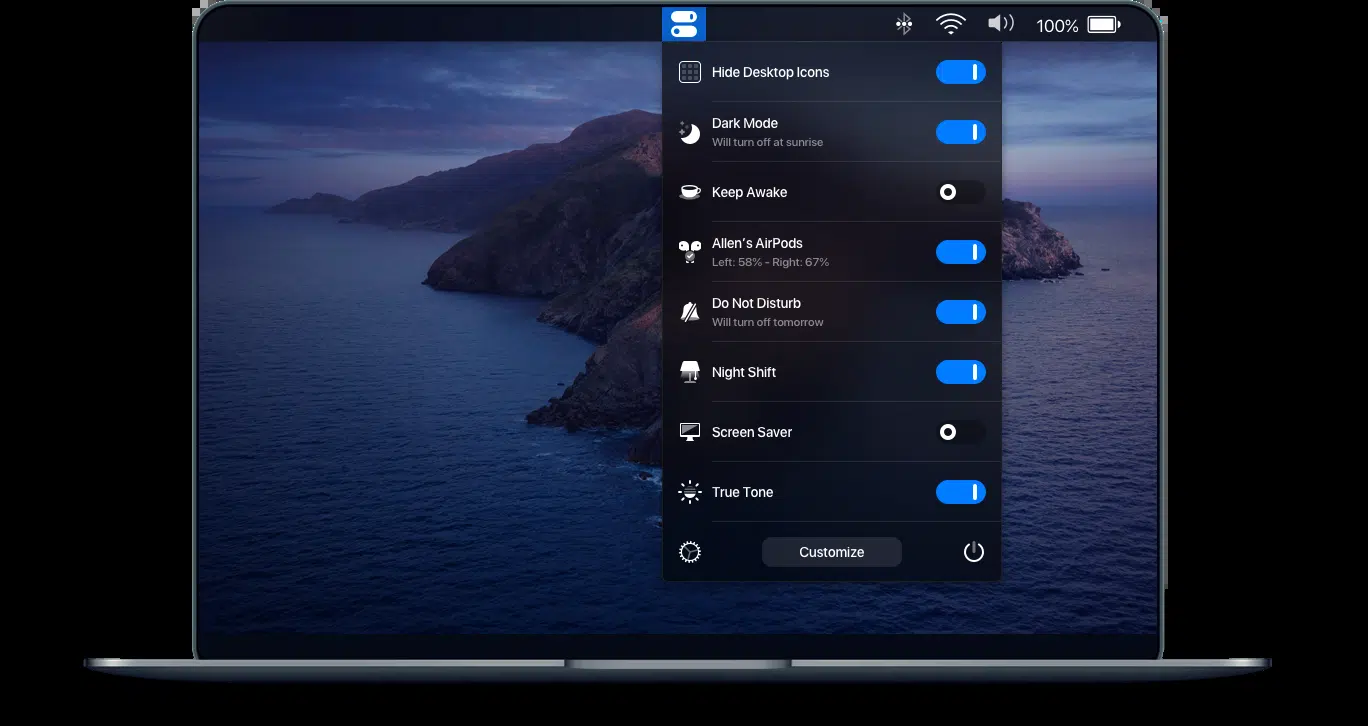 100%
Hide Desktop Icons
Dark Mode
Will turn off at sunrise
Keep Awake
Allen’s AirPods
Left: 58% - Right: 67%
Do Not Disturb
Will turn off tomorrow
Night Shift
Screen Saver
True Tone
Customize